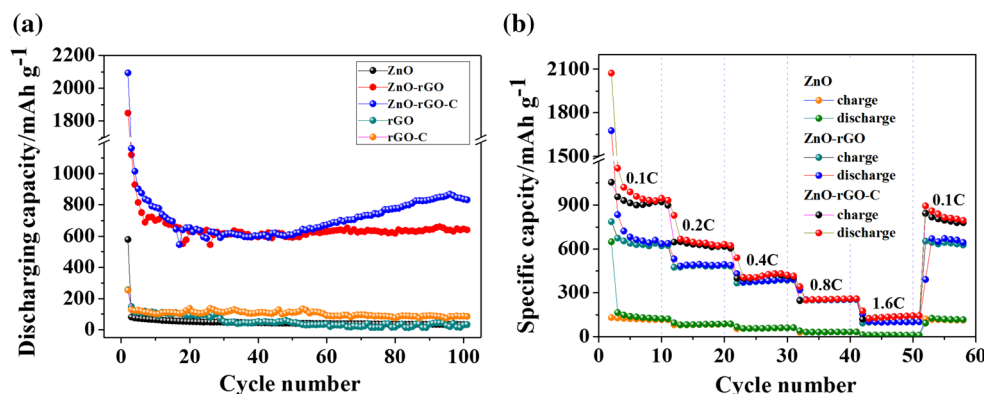 (a)
Discharging capacity/mAh g-1
2200
2000
1800
800
600
400
200
100
0
ZnO
ZnO-rGO
ZnO-rGO-C
rGO
rGO-C
0
20
40
60
80
100
Cycle number
(b)
Specific capcity/mAh g-1
2100
1800
1500
900
600
300
0
0.1C
0.2C
0.4C
0.8C
1.6C
0.1C
ZnO
charge
discharge
ZnO-rGO
charge
discharge
ZnO-rGO-C
charge
discharge
0
10
20
30
40
50
60
Cycle number